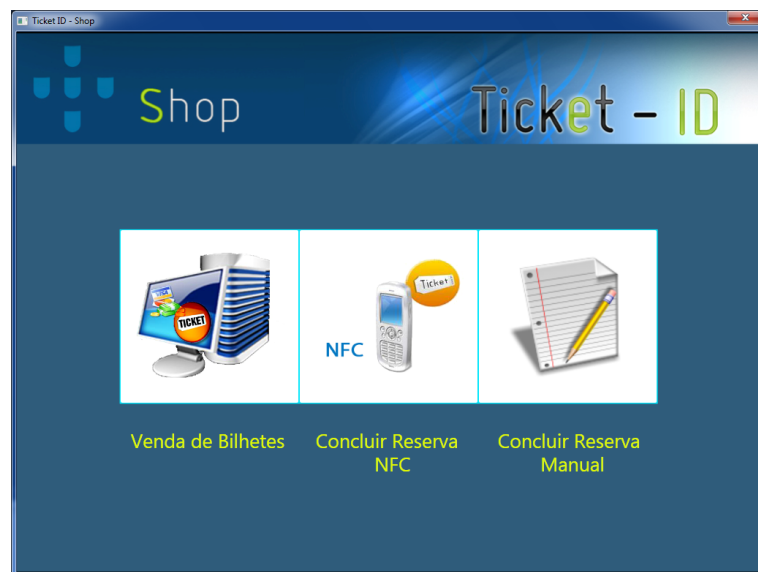 Ticket ID - Shop
Shop
Ticket - ID
TICKET
Ticket
NFC
Venda de Bilhetes
Concluir Reserva
NFC
Concluir Reserva
Manual